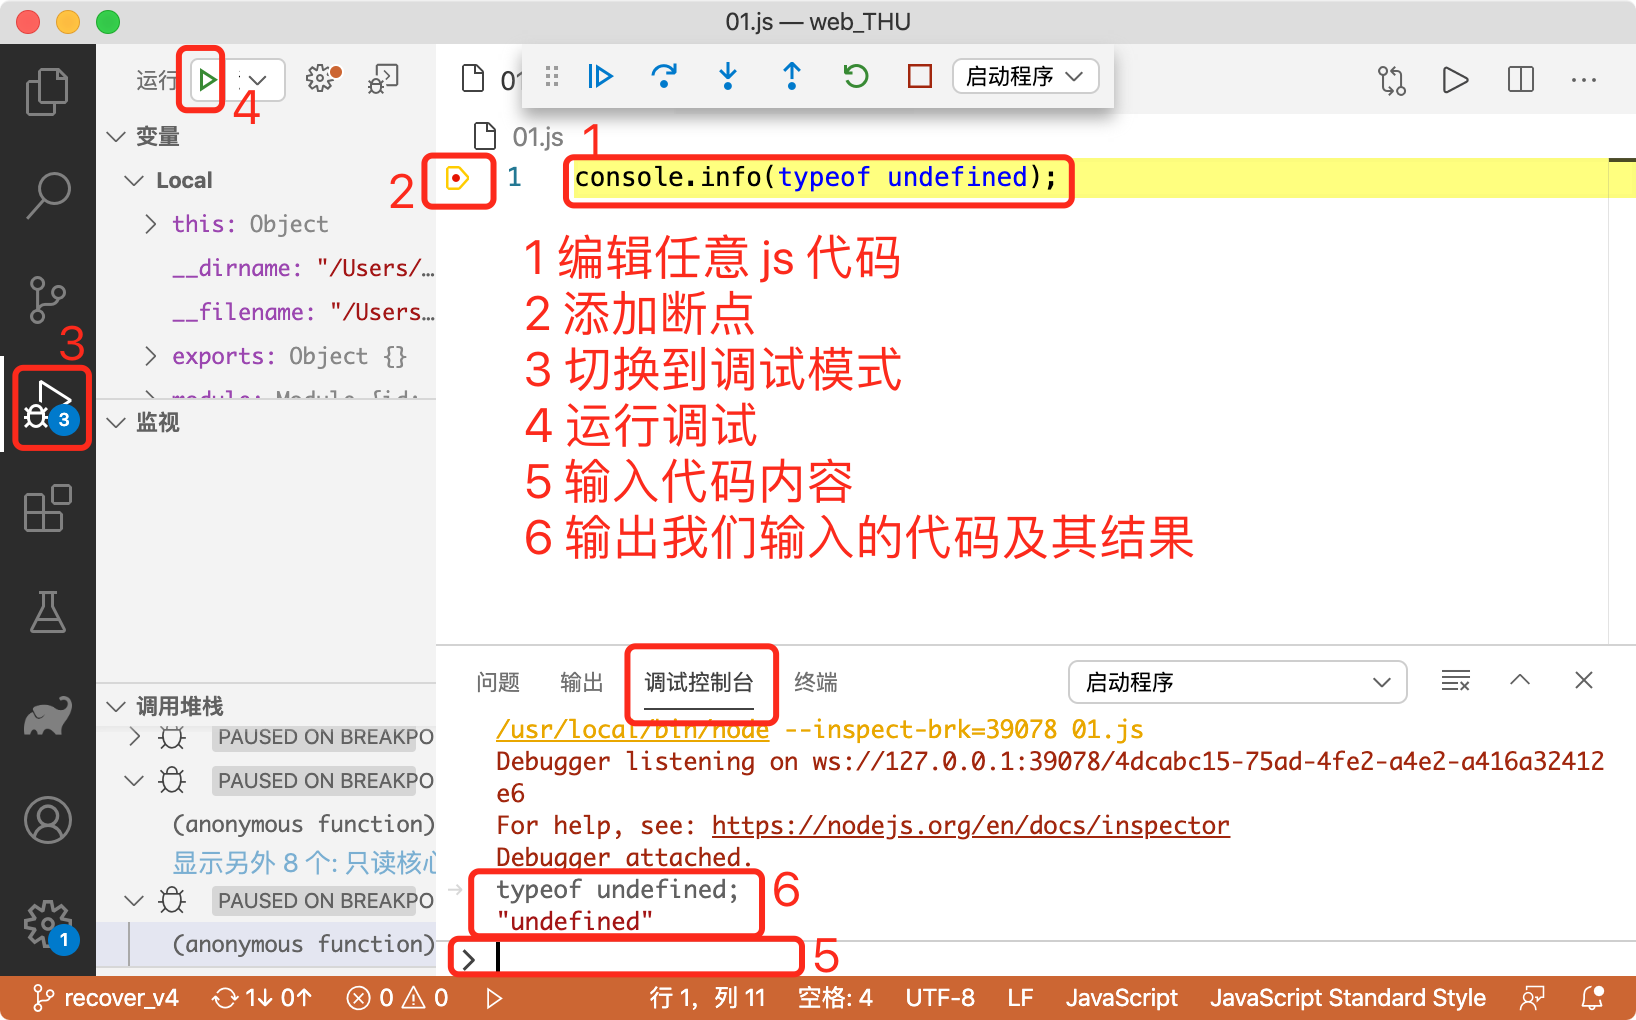 01.js — web_THU
运行
4
01
启动程序
变量
01.js
1
Local
2
1
console.info(typeof undefined);
this: Object
__dirname: "/Users/…
__filename: "/Users…
exports: Object {}
module: Module {id:
3
3
监视
1 编辑任意 js 代码
2 添加断点
3 切换到调试模式
4 运行调试
5 输入代码内容
6 输出我们输入的代码及其结果
问题 输出 调试控制台 终端
启动程序
调用堆栈
PAUSED ON BREAKPO
PAUSED ON BREAKPO
(anonymous function)
显示另外 8 个: 只读核心
PAUSED ON BREAKPO
(anonymous function)
/usr/local/bin/node --inspect-brk=39078 01.js
Debugger listening on ws://127.0.0.1:39078/4dcabc15-75ad-4fe2-a4e2-a416a32412
e6
For help, see: https://nodejs.org/en/docs/inspector
Debugger attached.
typeof undefined;
"undefined"
6
5
1
recover_v4 1↓ 0↑ 0 0 行 1, 列 11 空格: 4 UTF-8 LF JavaScript JavaScript Standard Style